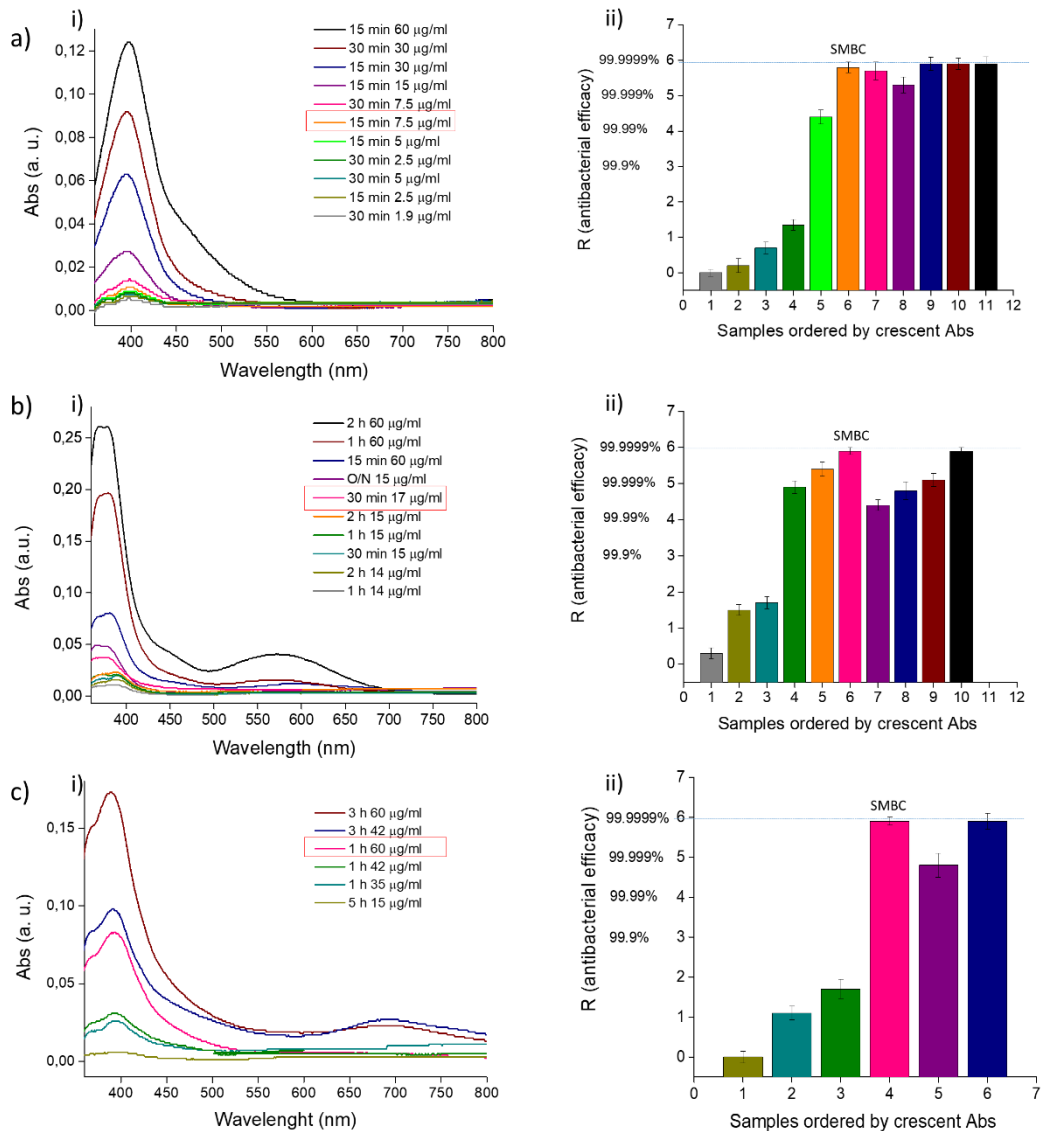 a)
i)
Abs (a. u.)
0,12
0,10
0,08
0,06
0,04
0,02
0,00
400 450 500 550 600 650 700 750 800
Wavelength (nm)
15 min 60 µg/ml
30 min 30 µg/ml
15 min 30 µg/ml
15 min 15 µg/ml
30 min 7.5 µg/ml
15 min 7.5 µg/ml
15 min 5 µg/ml
30 min 2.5 µg/ml
30 min 5 µg/ml
15 min 2.5 µg/ml
30 min 1.9 µg/ml
ii)
R (antibacterial efficacy)
7
6
5
4
3
2
1
0
99.9999%
99.999%
99.99%
99.9%
SMBC
0 1 2 3 4 5 6 7 8 9 10 11 12
Samples ordered by crescent Abs
b)
i)
Abs (a.u.)
0,25
0,20
0,15
0,10
0,05
0,00
400 450 500 550 600 650 700 750 800
Wavelength (nm)
2 h 60 µg/ml
1 h 60 µg/ml
15 min 60 µg/ml
O/N 15 µg/ml
30 min 17 µg/ml
2 h 15 µg/ml
1 h 15 µg/ml
30 min 15 µg/ml
2 h 14 µg/ml
1 h 14 µg/ml
ii)
R (antibacterial efficacy)
7
6
5
4
3
2
1
0
99.9999%
99.999%
99.99%
99.9%
SMBC
0 1 2 3 4 5 6 7 8 9 10 11 12
Samples ordered by crescent Abs
c)
i)
Abs (a. u.)
0,15
0,10
0,05
0,00
400 450 500 550 600 650 700 750 800
Wavelenght (nm)
3 h 60 µg/ml
3 h 42 µg/ml
1 h 60 µg/ml
1 h 42 µg/ml
1 h 35 µg/ml
5 h 15 µg/ml
ii)
R (antibacterial efficacy)
7
6
5
4
3
2
1
0
99.9999%
99.999%
99.99%
99.9%
SMBC
0 1 2 3 4 5 6 7
Samples ordered by crescent Abs